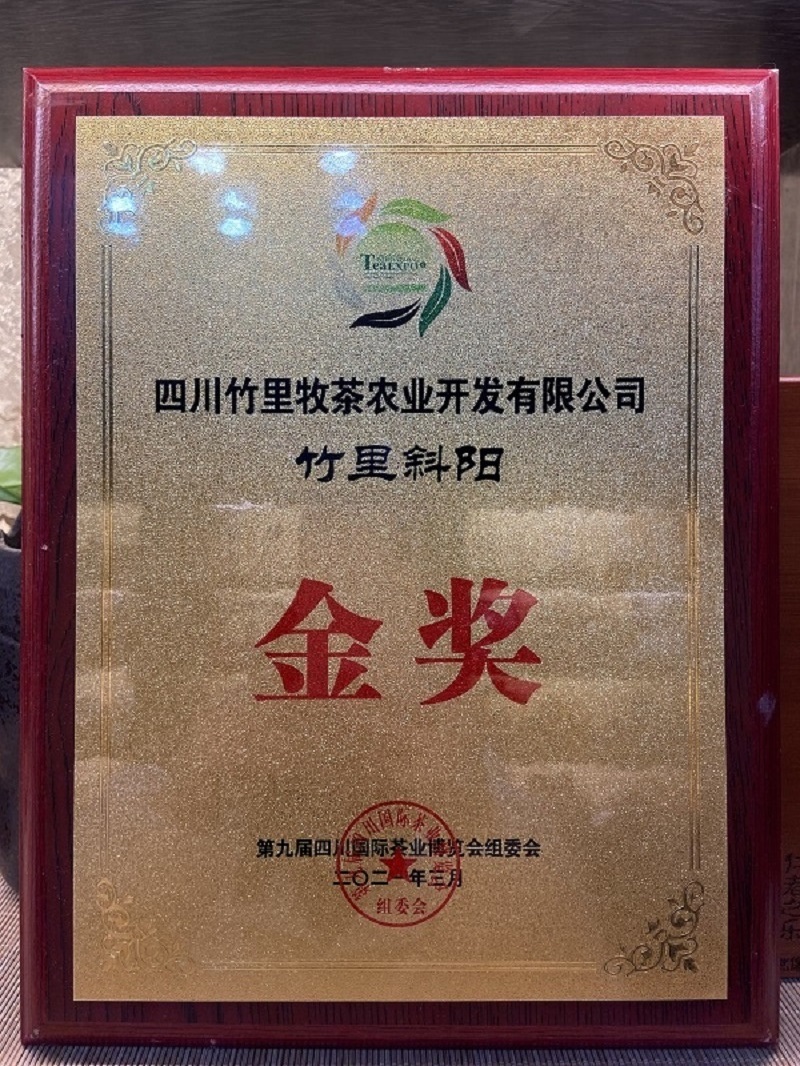 TEAEXPO
四川竹里牧茶农业开发有限公司
竹里斜阳
金奖
第九届四川国际茶业博览会组委会
二〇二一年三月
组委会